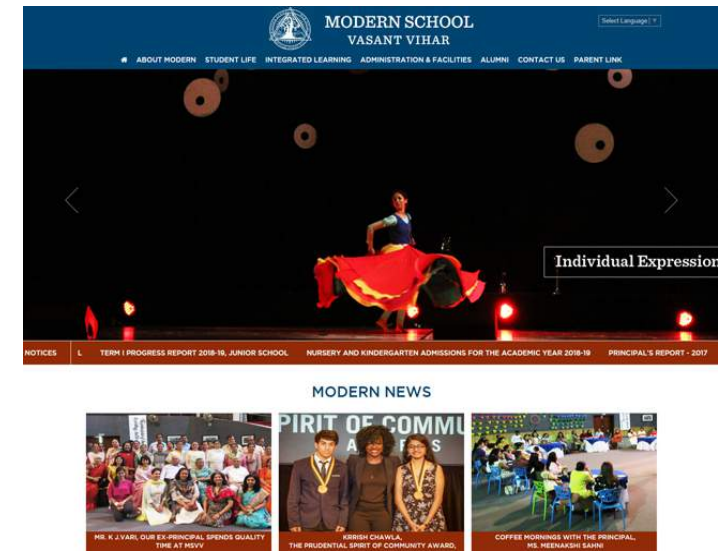 MODERN SCHOOL
VASANT VIHAR
Select Language ▼
ABOUT MODERN STUDENT LIFE INTEGRATED LEARNING ADMINISTRATION & FACILITIES ALUMNI CONTACT US PARENT LINK
Individual Expression
NOTICES L TERM I PROGRESS REPORT 2018-19, JUNIOR SCHOOL NURSERY AND KINDERGARTEN ADMISSIONS FOR THE ACADEMIC YEAR 2018-19 PRINCIPAL'S REPORT - 2017
MODERN NEWS
PIRIT OF COMMU
A
S
MR. K J.VARI, OUR EX-PRINCIPAL SPENDS QUALITY
TIME AT MSVV
KRRISH CHAWLA,
THE PRUDENTIAL SPIRIT OF COMMUNITY AWARD,
COFFEE MORNINGS WITH THE PRINCIPAL,
MS. MEENAKSHI SAHNI